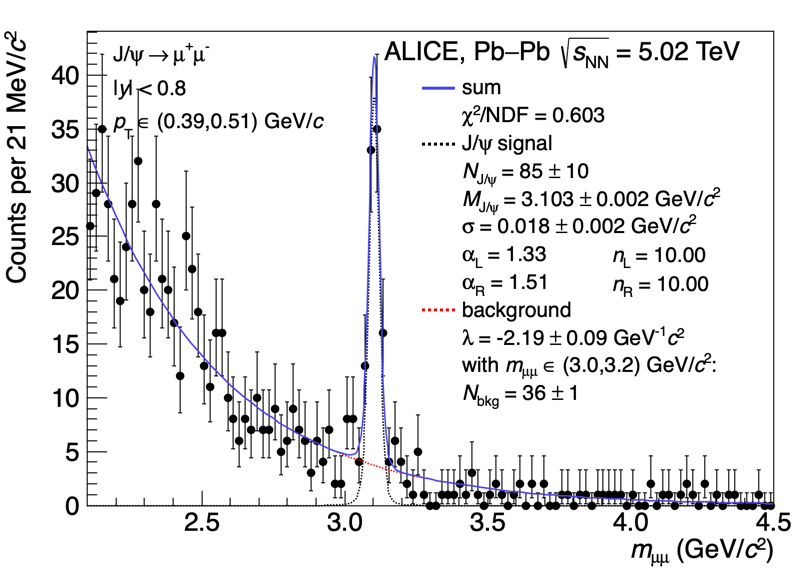 J/ψ → μ⁺μ⁻
|y| < 0.8
p_T ∈ (0.39,0.51) GeV/c
ALICE, Pb–Pb √s_NN = 5.02 TeV
sum
χ²/NDF = 0.603
J/ψ signal
N_J/ψ = 85 ± 10
M_J/ψ = 3.103 ± 0.002 GeV/c²
σ = 0.018 ± 0.002 GeV/c²
α_L = 1.33 n_L = 10.00
α_R = 1.51 n_R = 10.00
background
λ = -2.19 ± 0.09 GeV⁻¹c²
with m_μμ ∈ (3.0,3.2) GeV/c²:
N_bkg = 36 ± 1
Counts per 21 MeV/c²
40
35
30
25
20
15
10
5
0
2.5 3.0 3.5 4.0 4.5
m_μμ (GeV/c²)